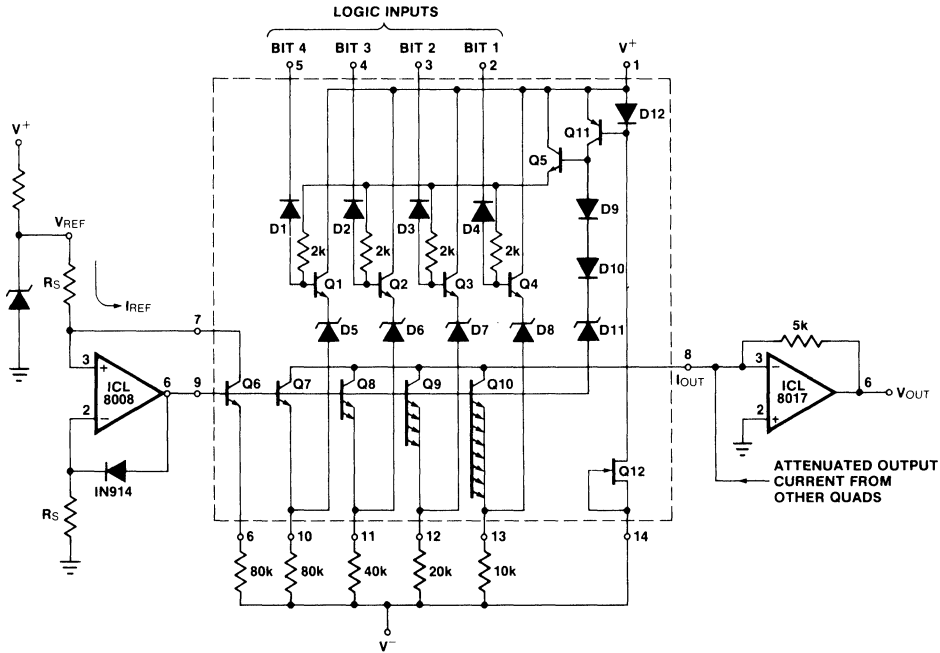 LOGIC INPUTS
BIT 4 BIT 3 BIT 2 BIT 1 V+
5 4 3 2 1
D12
Q11
Q5
V+
D9
VREF
D1 D2 D3 D4
2k 2k 2k 2k
D10
RS
Q1 Q2 Q3 Q4
IREF
D5 D6 D7 D8 D11
5k
7
8
3 + ICL 8008 6 9
Q6 Q7 Q8 Q9 Q10
IOUT
3 − ICL 8017 6 VOUT
2 −
2 +
Q12
IN914
ATTENUATED OUTPUT
CURRENT FROM
OTHER QUADS
RS
6 10 11 12 13 14
80k 80k 40k 20k 10k
V−